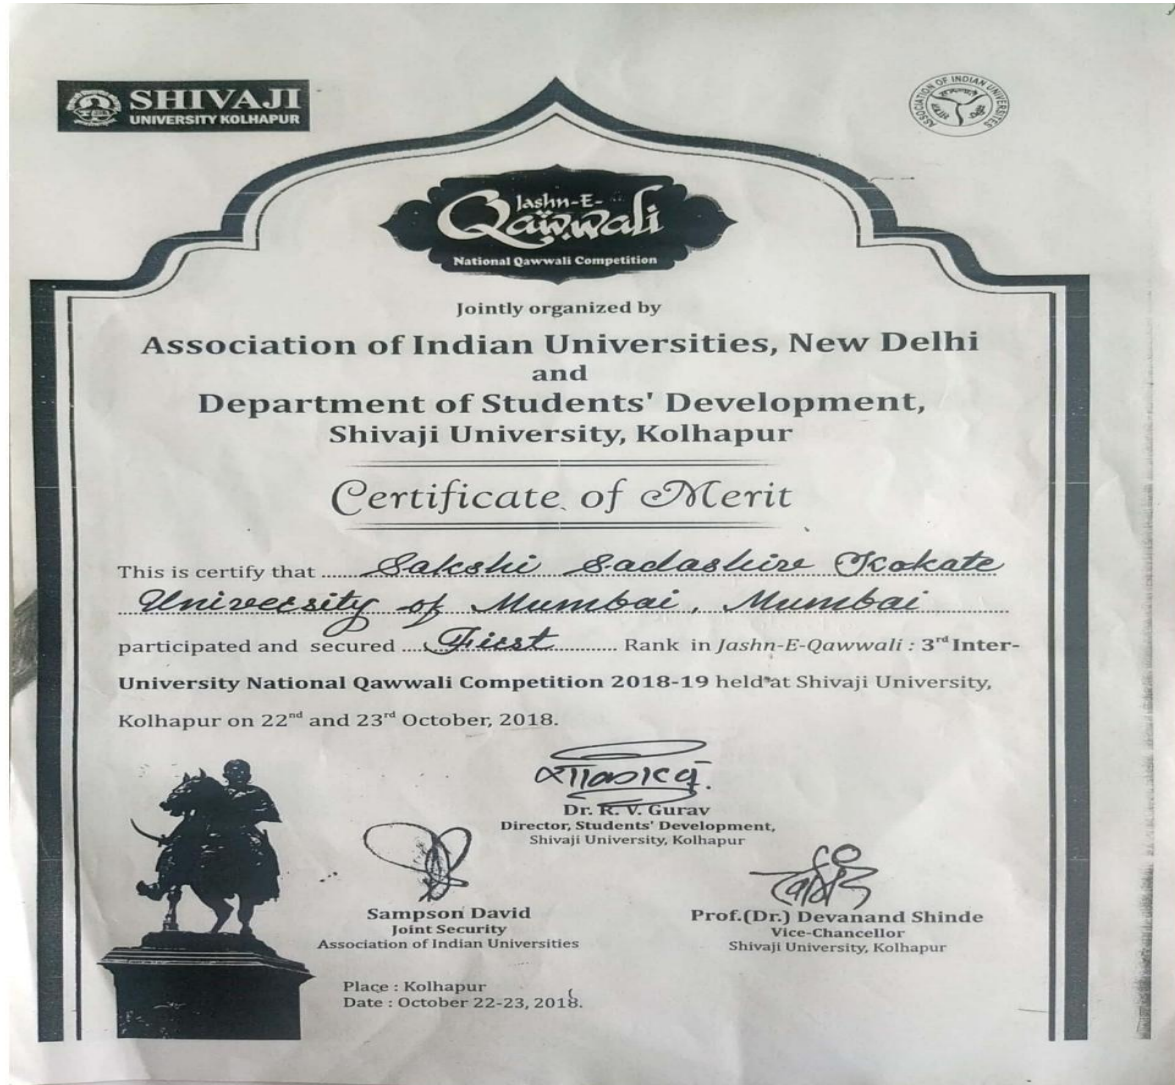 SHIVAJI
UNIVERSITY KOLHAPUR
ASSOCIATION OF INDIAN UNIVERSITIES
Jashn-E-
Qawwali
National Qawwali Competition
Jointly organized by
Association of Indian Universities, New Delhi
and
Department of Students' Development,
Shivaji University, Kolhapur
Certificate of Merit
This is certify that Sakshi Sadashive Kokate
University of Mumbai, Mumbai
participated and secured First Rank in Jashn-E-Qawwali : 3rd Inter-
University National Qawwali Competition 2018-19 held at Shivaji University,
Kolhapur on 22nd and 23rd October, 2018.
Dr. R. V. Gurav
Director, Students' Development,
Shivaji University, Kolhapur
Sampson David
Joint Security
Association of Indian Universities
Prof.(Dr.) Devanand Shinde
Vice-Chancellor
Shivaji University, Kolhapur
Place : Kolhapur
Date : October 22-23, 2018.